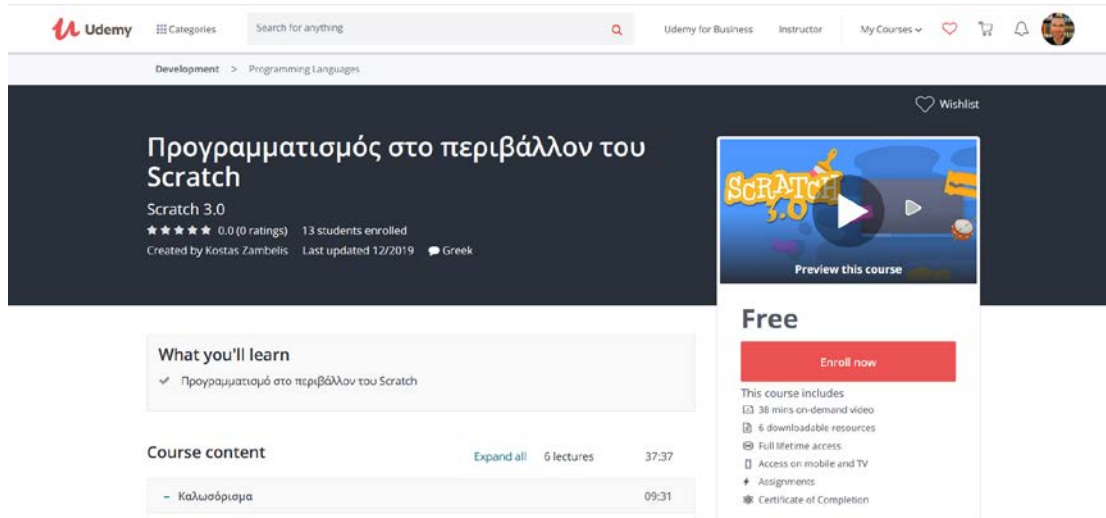 Udemy
Categories
Search for anything
Udemy for Business
Instructor
My Courses
Development > Programming Languages
Wishlist
Προγραμματισμός στο περιβάλλον του
Scratch
Scratch 3.0
0.0 (0 ratings) 13 students enrolled
Created by Kostas Zambelis Last updated 12/2019 Greek
SCRATCH
3.0
Preview this course
Free
Enroll now
This course includes
38 mins on-demand video
6 downloadable resources
Full lifetime access
Access on mobile and TV
Assignments
Certificate of Completion
What you'll learn
Προγραμματισμό στο περιβάλλον του Scratch
Course content
Expand all 6 lectures 37:37
– Καλωσόρισμα 09:31